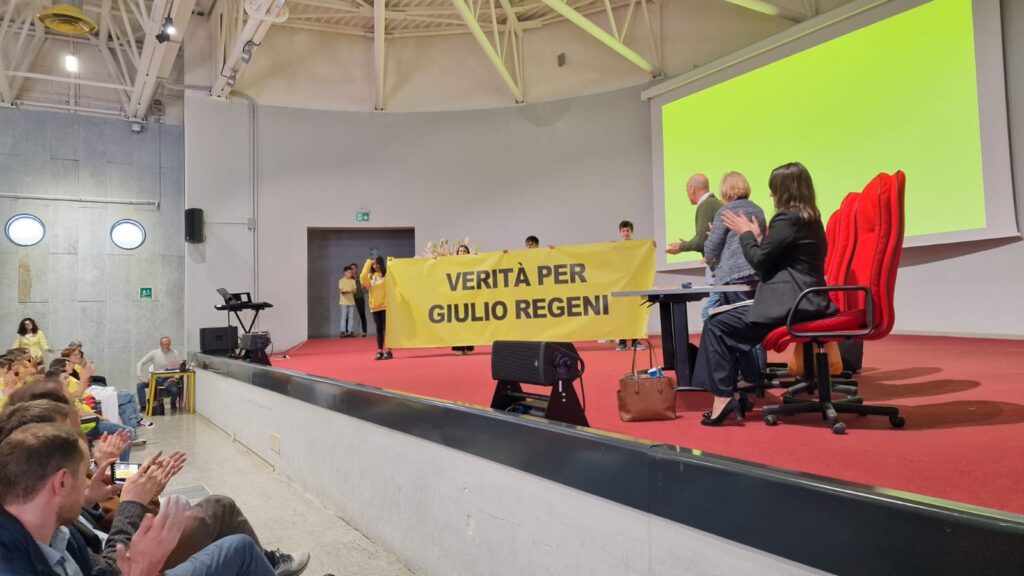 VERITÀ PER
GIULIO REGENI